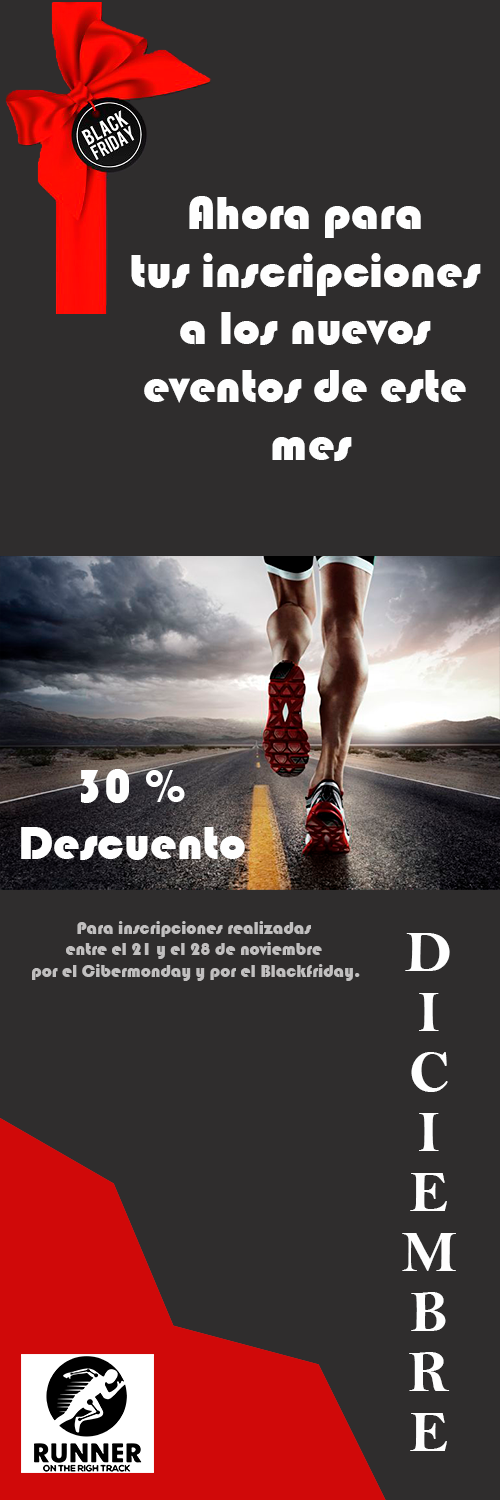 BLACK
FRIDAY
Ahora para
tus inscripciones
a los nuevos
eventos de este
mes
30 %
Descuento
Para inscripciones realizadas
entre el 21 y el 28 de noviembre
por el Cibermonday y por el Blackfriday.
DICIEMBRE
RUNNER
ON THE RIGH TRACK